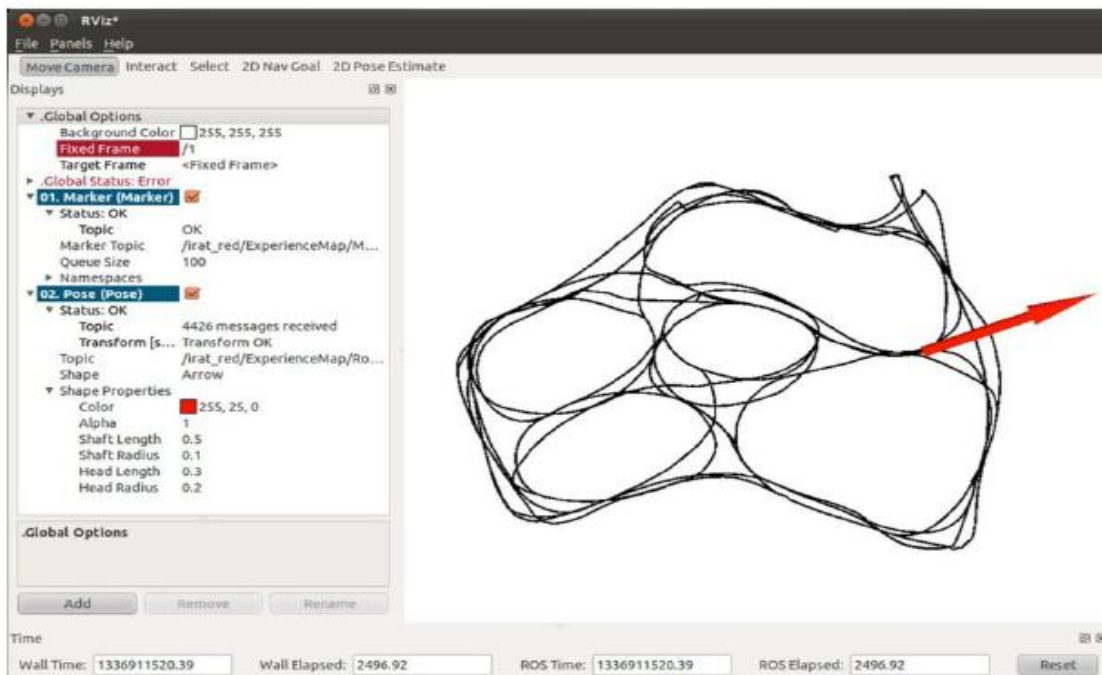 RViz*
File Panels Help
Move Camera Interact Select 2D Nav Goal 2D Pose Estimate
Displays
.Global Options
Background Color 255, 255, 255
Fixed Frame /1
Target Frame <Fixed Frame>
.Global Status: Error
01. Marker (Marker)
Status: OK
Topic OK
Marker Topic /irat_red/ExperienceMap/M...
Queue Size 100
Namespaces
02. Pose (Pose)
Status: OK
Topic 4426 messages received
Transform [s... Transform OK
Topic /irat_red/ExperienceMap/Ro...
Shape Arrow
Shape Properties
Color 255, 25, 0
Alpha 1
Shaft Length 0.5
Shaft Radius 0.1
Head Length 0.3
Head Radius 0.2
.Global Options
Add Remove Rename
Time
Wall Time: 1336911520.39 Wall Elapsed: 2496.92 ROS Time: 1336911520.39 ROS Elapsed: 2496.92 Reset